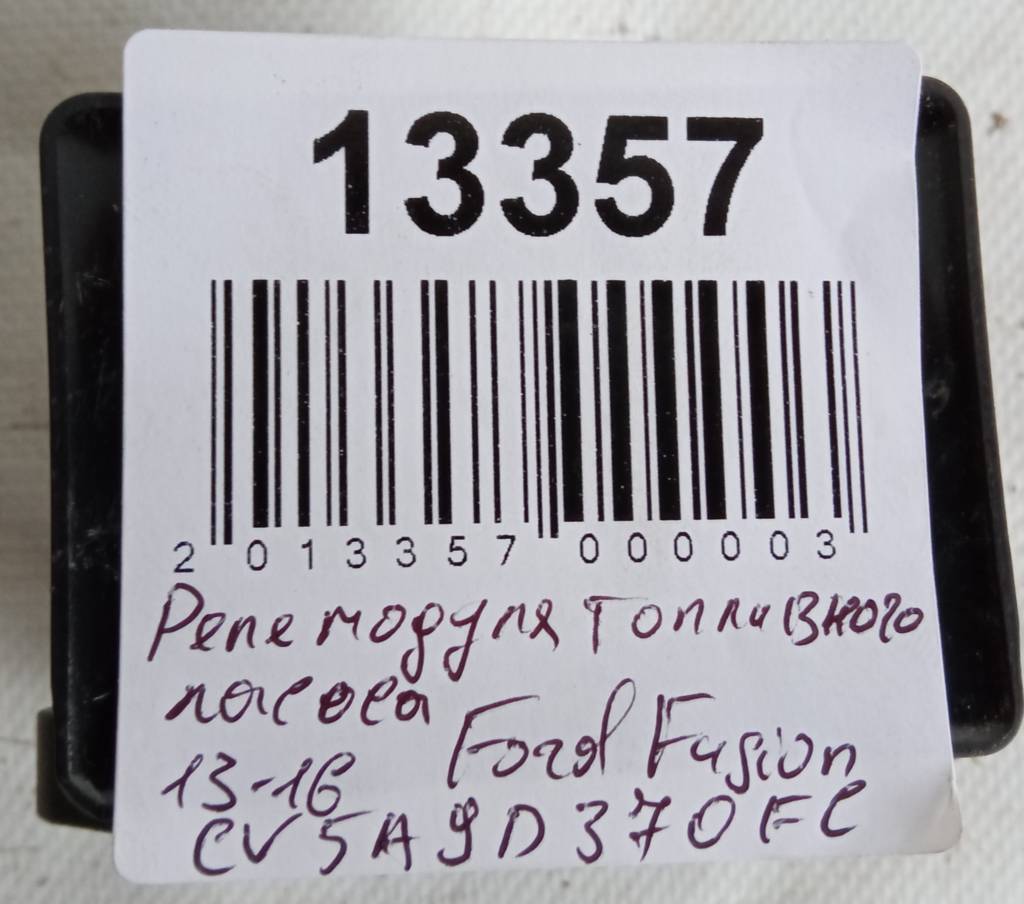 13357
2 013357 000003
Реле модуля Топливного
насоса Ford Fusion
13-16
CV5A9D370FC